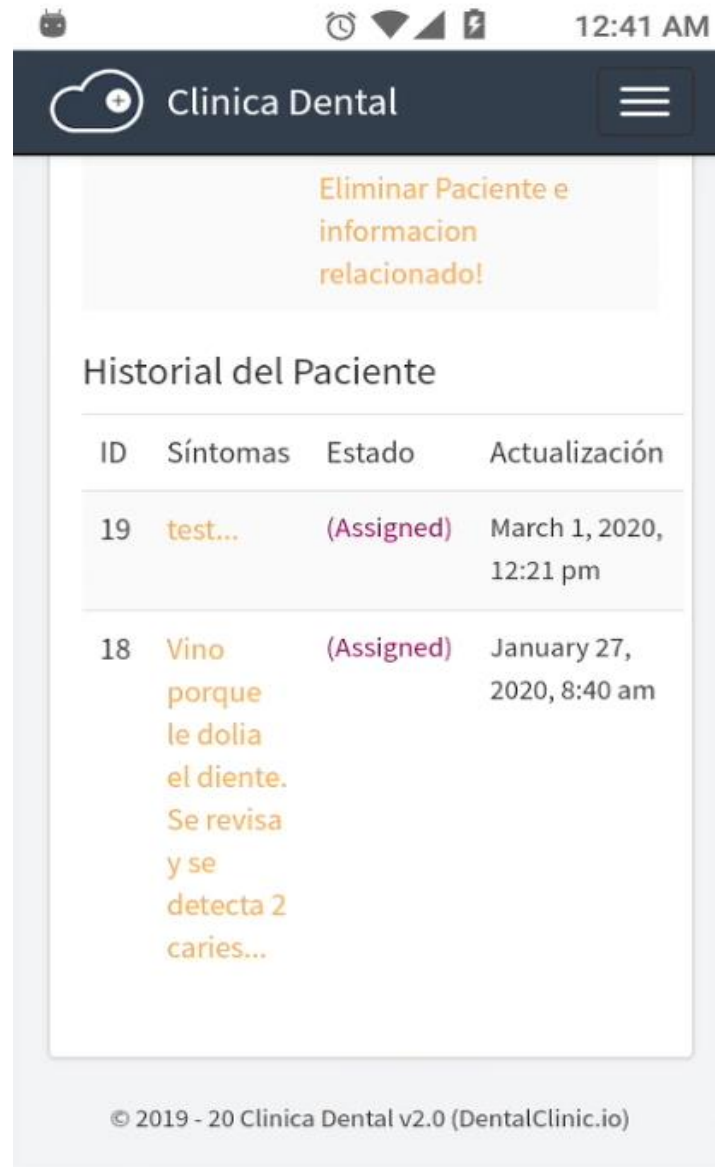 12:41 AM
Clinica Dental
Eliminar Paciente e
informacion
relacionado!
Historial del Paciente
ID Síntomas Estado Actualización
19 test... (Assigned) March 1, 2020,
12:21 pm
18 Vino (Assigned) January 27,
porque 2020, 8:40 am
le dolia
el diente.
Se revisa
y se
detecta 2
caries...
© 2019 - 20 Clinica Dental v2.0 (DentalClinic.io)